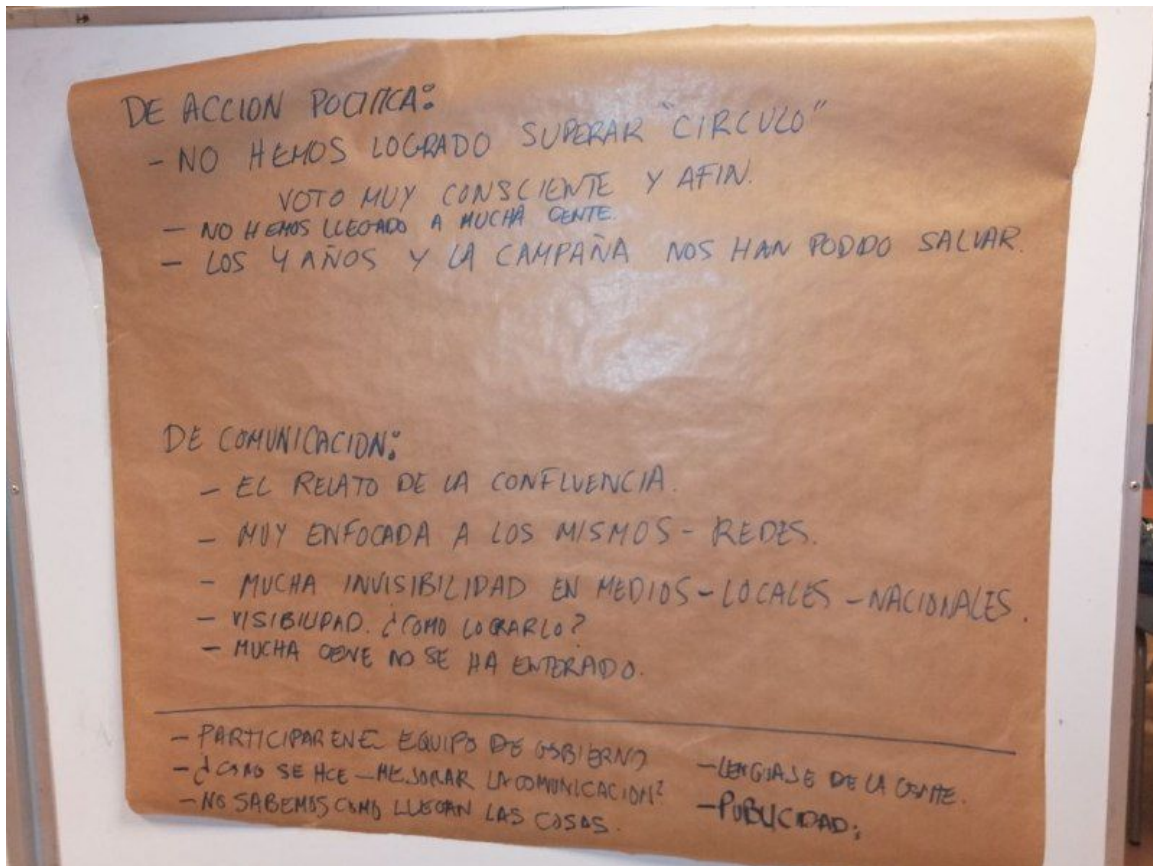 DE ACCION POLITICA:
- NO HEMOS LOGRADO SUPERAR "CIRCULO"
VOTO MUY CONSCIENTE Y AFIN.
- NO HEMOS LLEGADO A MUCHA GENTE.
- LOS 4 AÑOS Y LA CAMPAÑA NOS HAN PODIDO SALVAR.
DE COMUNICACION:
- EL RELATO DE LA CONFLUENCIA.
- MUY ENFOCADA A LOS MISMOS - REDES.
- MUCHA INVISIBILIDAD EN MEDIOS - LOCALES - NACIONALES.
- VISIBILIDAD. ¿COMO LOGRARLO?
- MUCHA GENTE NO SE HA ENTERADO.
- PARTICIPAR EN EL EQUIPO DE GOBIERNO
- ¿COMO SE HCE - MEJORAR LA COMUNICACION?
- NO SABEMOS COMO LLEGAN LAS COSAS.
- LENGUAJE DE LA GENTE.
- PUBLICIDAD: